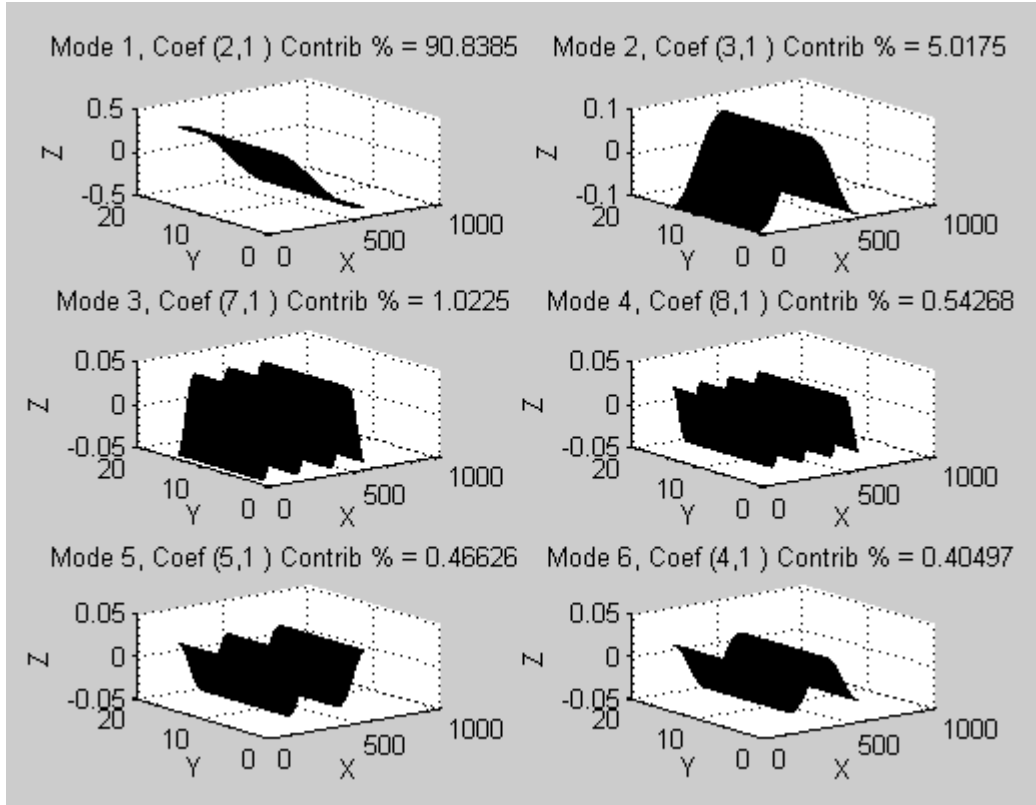 Mode 1, Coef (2,1 ) Contrib % = 90.8385
0.5
0
-0.5
Z
20
10
0
Y
0
500
1000
X
Mode 2, Coef (3,1 ) Contrib % = 5.0175
0.1
0
-0.1
Z
20
10
0
Y
0
500
1000
X
Mode 3, Coef (7,1 ) Contrib % = 1.0225
0.05
0
-0.05
Z
20
10
0
Y
0
500
1000
X
Mode 4, Coef (8,1 ) Contrib % = 0.54268
0.05
0
-0.05
Z
20
10
0
Y
0
500
1000
X
Mode 5, Coef (5,1 ) Contrib % = 0.46626
0.05
0
-0.05
Z
20
10
0
Y
0
500
1000
X
Mode 6, Coef (4,1 ) Contrib % = 0.40497
0.05
0
-0.05
Z
20
10
0
Y
0
500
1000
X